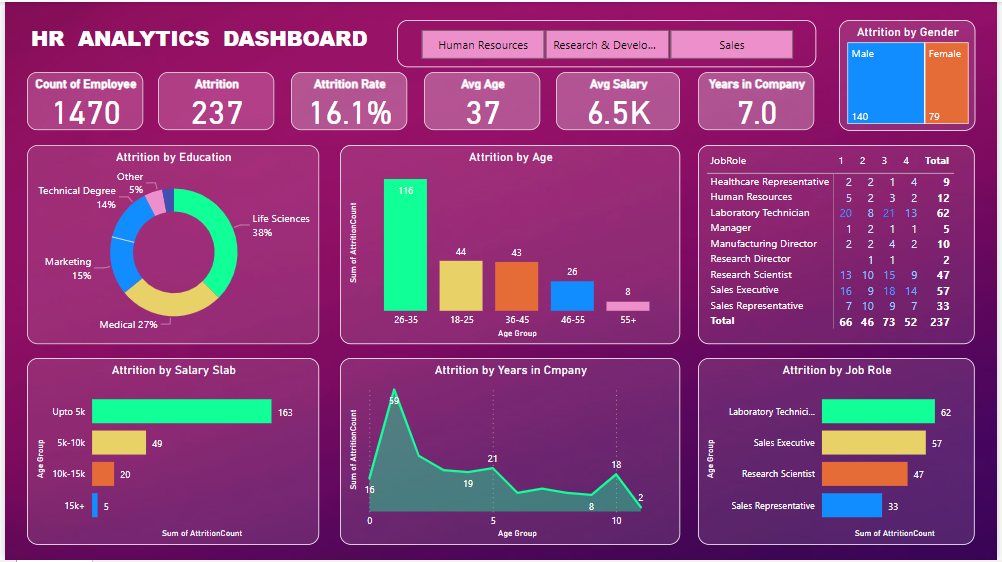 HR ANALYTICS DASHBOARD
Human Resources
Research & Develo...
Sales
Attrition by Gender
Male
Female
140
79
Count of Employee
1470
Attrition
237
Attrition Rate
16.1%
Avg Age
37
Avg Salary
6.5K
Years in Company
7.0
Attrition by Education
Other
5%
Technical Degree
14%
Life Sciences
38%
Marketing
15%
Medical 27%
Attrition by Age
Sum of AttritionCount
116
44
43
26
8
26-35 18-25 36-45 46-55 55+
Age Group
JobRole 1 2 3 4 Total
Healthcare Representative 2 2 1 4 9
Human Resources 5 2 3 2 12
Laboratory Technician 20 8 21 13 62
Manager 1 2 1 1 5
Manufacturing Director 2 2 4 2 10
Research Director 1 1 2
Research Scientist 13 10 15 9 47
Sales Executive 16 9 18 14 57
Sales Representative 7 10 9 7 33
Total 66 46 73 52 237
Attrition by Salary Slab
Age Group
Upto 5k 163
5k-10k 49
10k-15k 20
15k+ 5
Sum of AttritionCount
Attrition by Years in Cmpany
Sum of AttritionCount
59
16
19
21
8
18
2
0 5 10
Age Group
Attrition by Job Role
Age Group
Laboratory Technici... 62
Sales Executive 57
Research Scientist 47
Sales Representative 33
Sum of AttritionCount